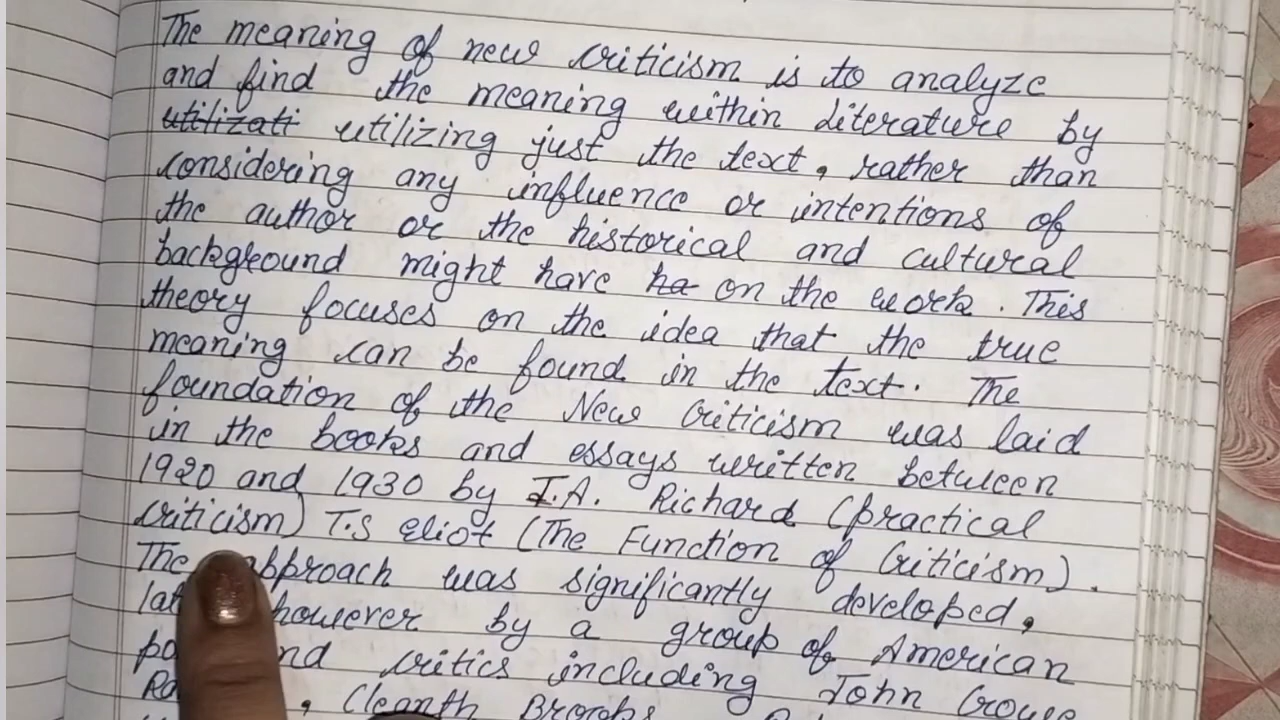 The meaning of new criticism is to analyze
and find the meaning within literature by
utilizati utilizing just the text, rather than
considering any influence or intentions of
the author or the historical and cultural
background might have ha on the work. This
theory focuses on the idea that the true
meaning can be found in the text. The
foundation of the New Criticism was laid
in the books and essays written between
1920 and 1930 by I.A. Richard (practical
criticism) T.S Eliot (The Function of Criticism).
The approach was significantly developed,
however by a group of American
critics including John Crowe
, Cleanth Brooks